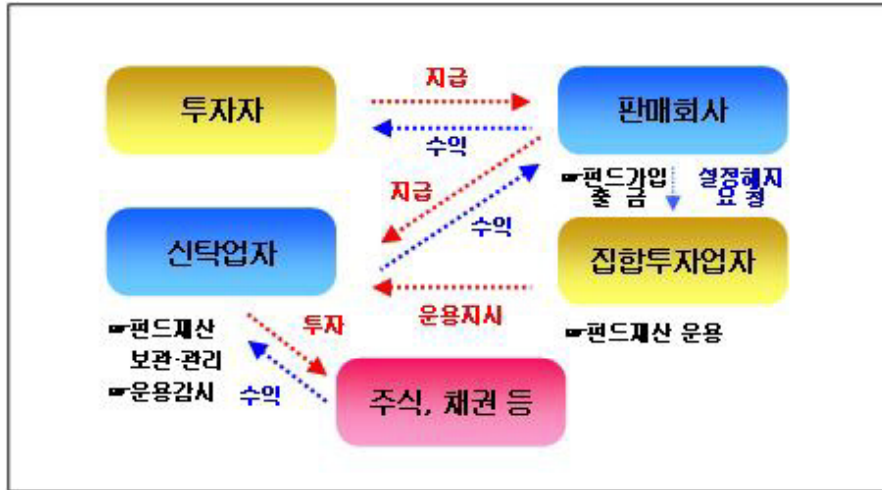 투자자
지급
수익
판매회사
지급
수익
☞펀드가입
출 금
설정해지
요 청
신탁업자
집합투자업자
운용지시
☞펀드재산
보관·관리
☞운용감시
투자
수익
☞펀드재산 운용
주식, 채권 등